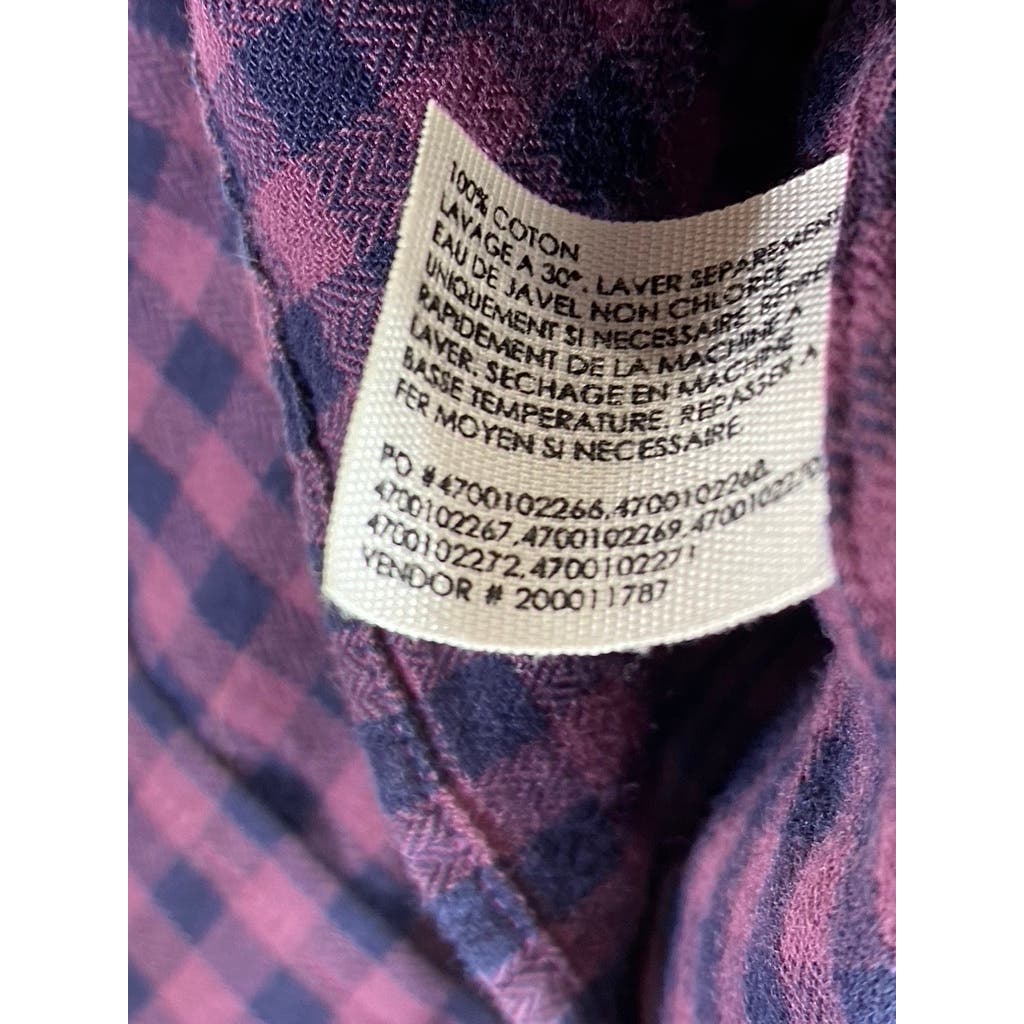 100% COTON
LAVAGE A 30°. LAVER SEPAREMENT
EAU DE JAVEL NON CHLOREE
UNIQUEMENT SI NECESSAIRE. RETIRER
RAPIDEMENT DE LA MACHINE A
LAVER. SECHAGE EN MACHINE A
BASSE TEMPERATURE. REPASSER A
FER MOYEN SI NECESSAIRE.
PO #4700102266,4700102268,
4700102267,4700102269,4700102270,
4700102272,4700102271
VENDOR # 200011787